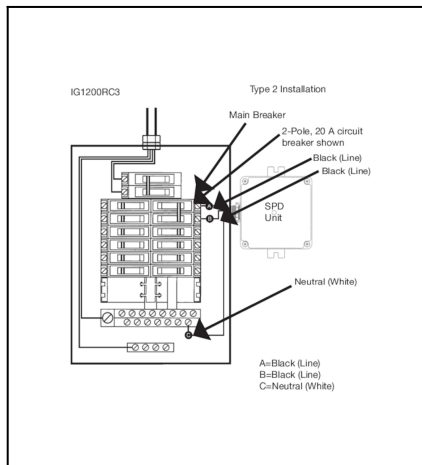 IG1200RC3
Type 2 Installation
Main Breaker
2-Pole, 20 A circuit
breaker shown
Black (Line)
Black (Line)
SPD
Unit
Neutral (White)
A=Black (Line)
B=Black (Line)
C=Neutral (White)